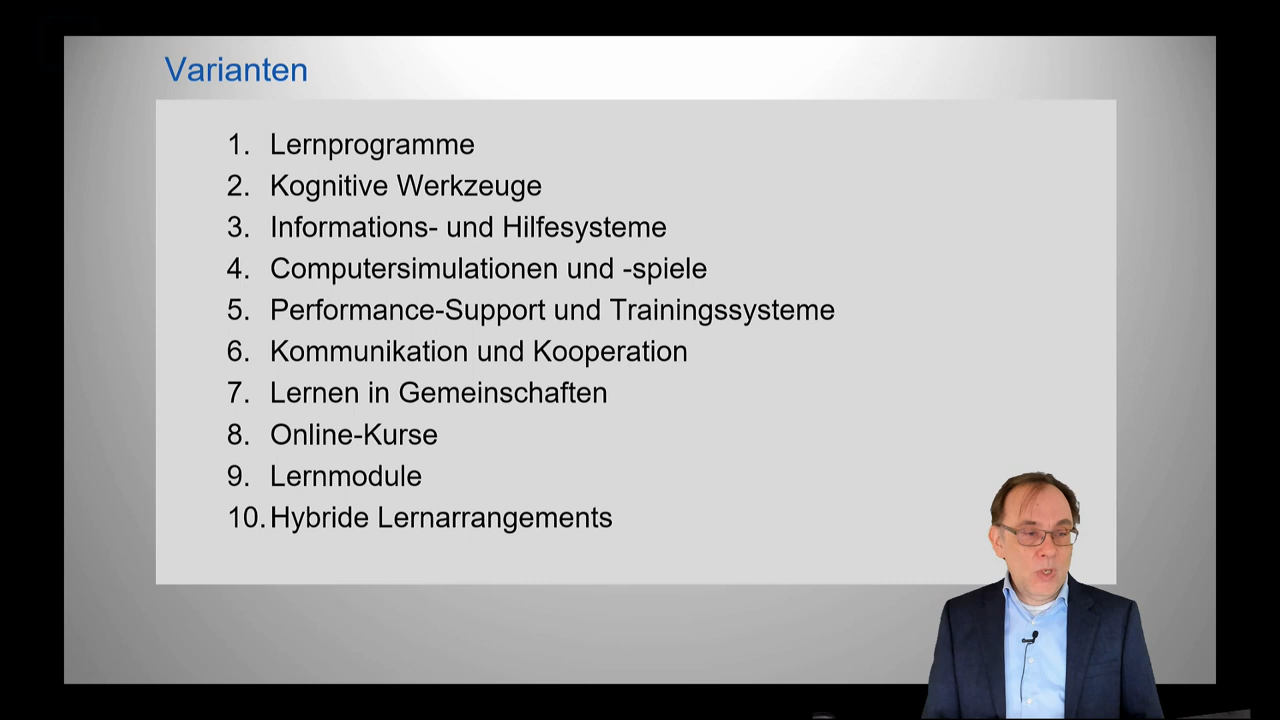 Varianten
1. Lernprogramme
2. Kognitive Werkzeuge
3. Informations- und Hilfesysteme
4. Computersimulationen und -spiele
5. Performance-Support und Trainingssysteme
6. Kommunikation und Kooperation
7. Lernen in Gemeinschaften
8. Online-Kurse
9. Lernmodule
10. Hybride Lernarrangements